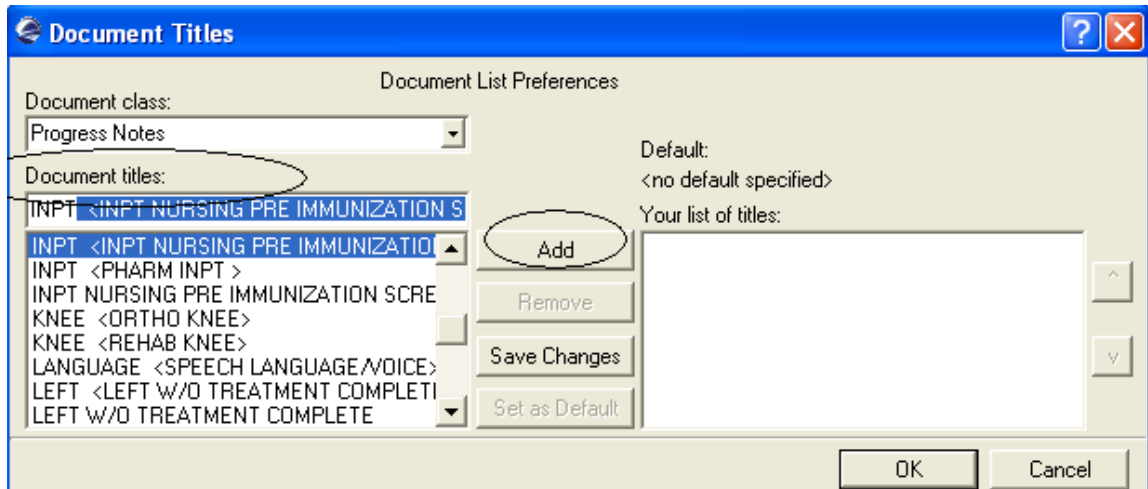 Document Titles
Document List Preferences
Document class:
Progress Notes
Document titles:
INPT <INPT NURSING PRE IMMUNIZATION S
INPT <INPT NURSING PRE IMMUNIZATIO
INPT <PHARM INPT >
INPT NURSING PRE IMMUNIZATION SCRE
KNEE <ORTHO KNEE>
KNEE <REHAB KNEE>
LANGUAGE <SPEECH LANGUAGE/VOICE>
LEFT <LEFT W/O TREATMENT COMPLETI
LEFT W/O TREATMENT COMPLETE
Add
Remove
Save Changes
Set as Default
Default:
<no default specified>
Your list of titles:
OK
Cancel